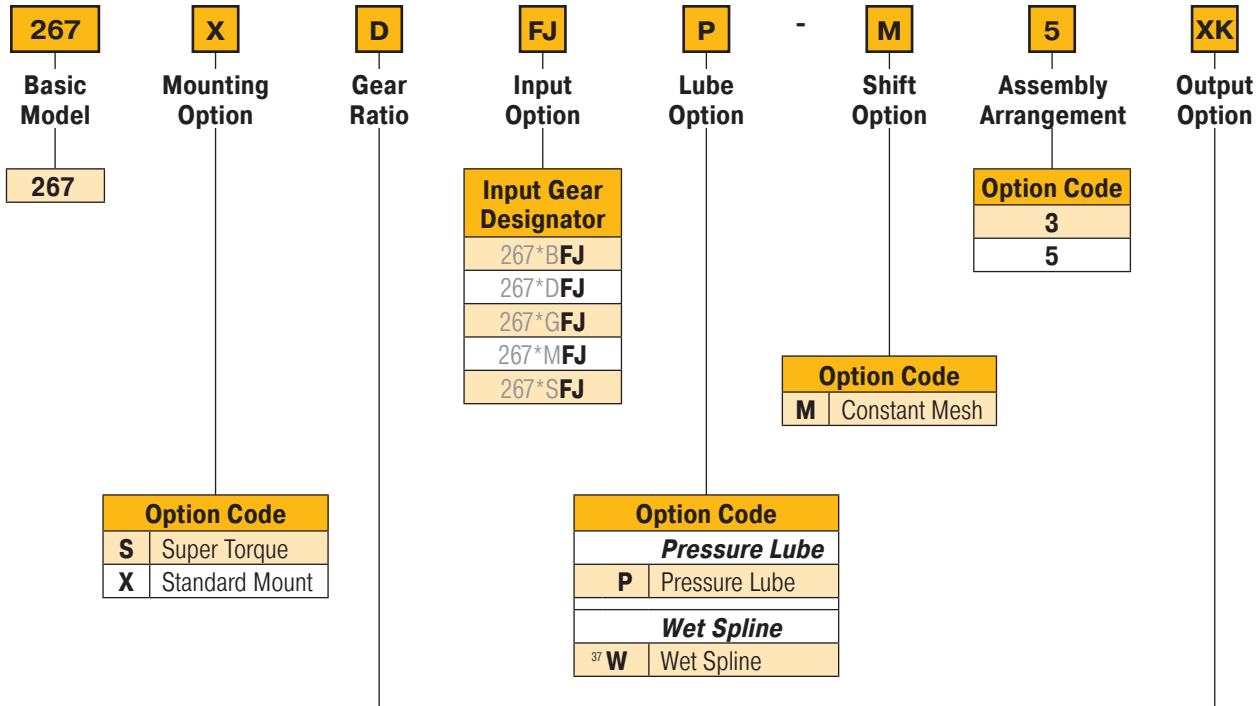 267 X D FJ P - M 5 XK
Basic Model
Mounting Option
Gear Ratio
Input Option
Lube Option
Shift Option
Assembly Arrangement
Output Option
267
Input Gear Designator
267*BFJ
267*DFJ
267*GFJ
267*MFJ
267*SFJ
Option Code
3
5
Option Code
M Constant Mesh
Option Code
S Super Torque
X Standard Mount
Option Code
Pressure Lube
P Pressure Lube
Wet Spline
37 W Wet Spline